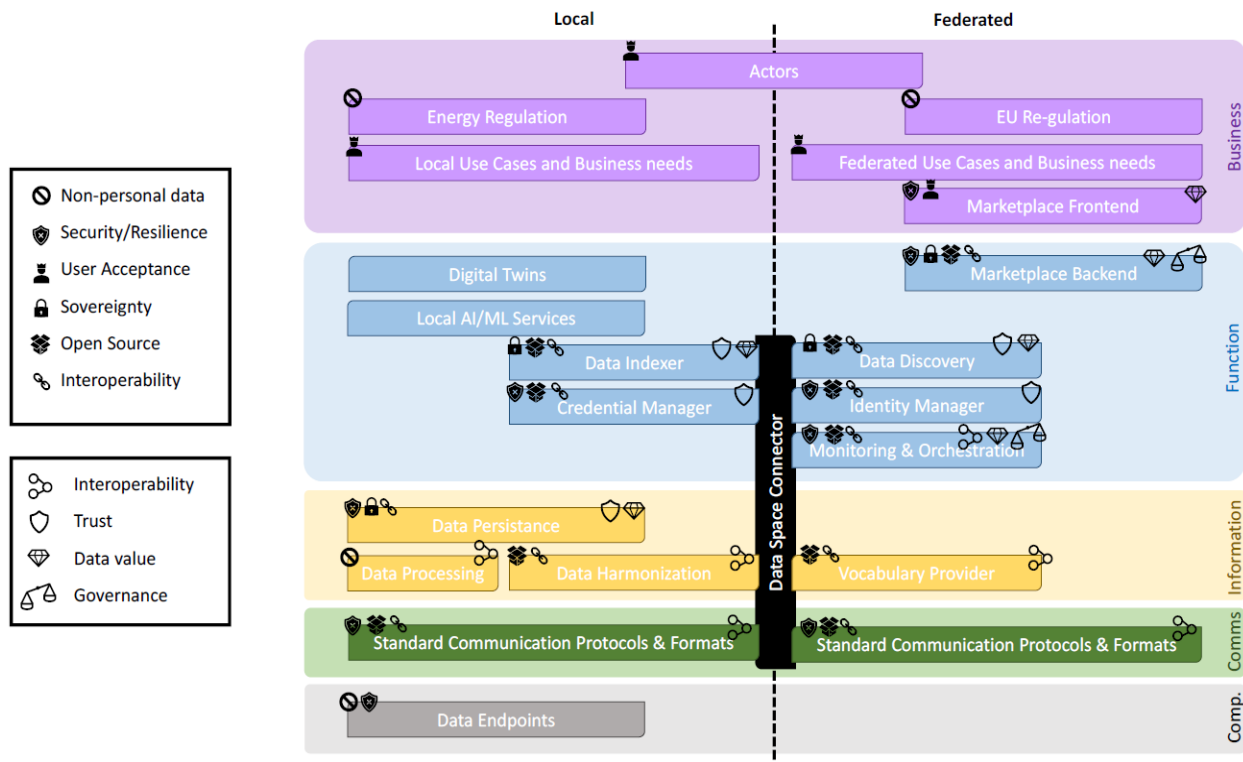 Local
Federated
Actors
Energy Regulation
EU Re-gulation
Local Use Cases and Business needs
Federated Use Cases and Business needs
Marketplace Frontend
Business
Non-personal data
Security/Resilience
User Acceptance
Sovereignty
Open Source
Interoperability
Digital Twins
Marketplace Backend
Local AI/ML Services
Data Indexer
Data Discovery
Credential Manager
Identity Manager
Monitoring & Orchestration
Function
Data Space Connector
Interoperability
Trust
Data value
Governance
Data Persistance
Data Processing
Data Harmonization
Vocabulary Provider
Information
Standard Communication Protocols & Formats
Standard Communication Protocols & Formats
Comms
Data Endpoints
Comp.